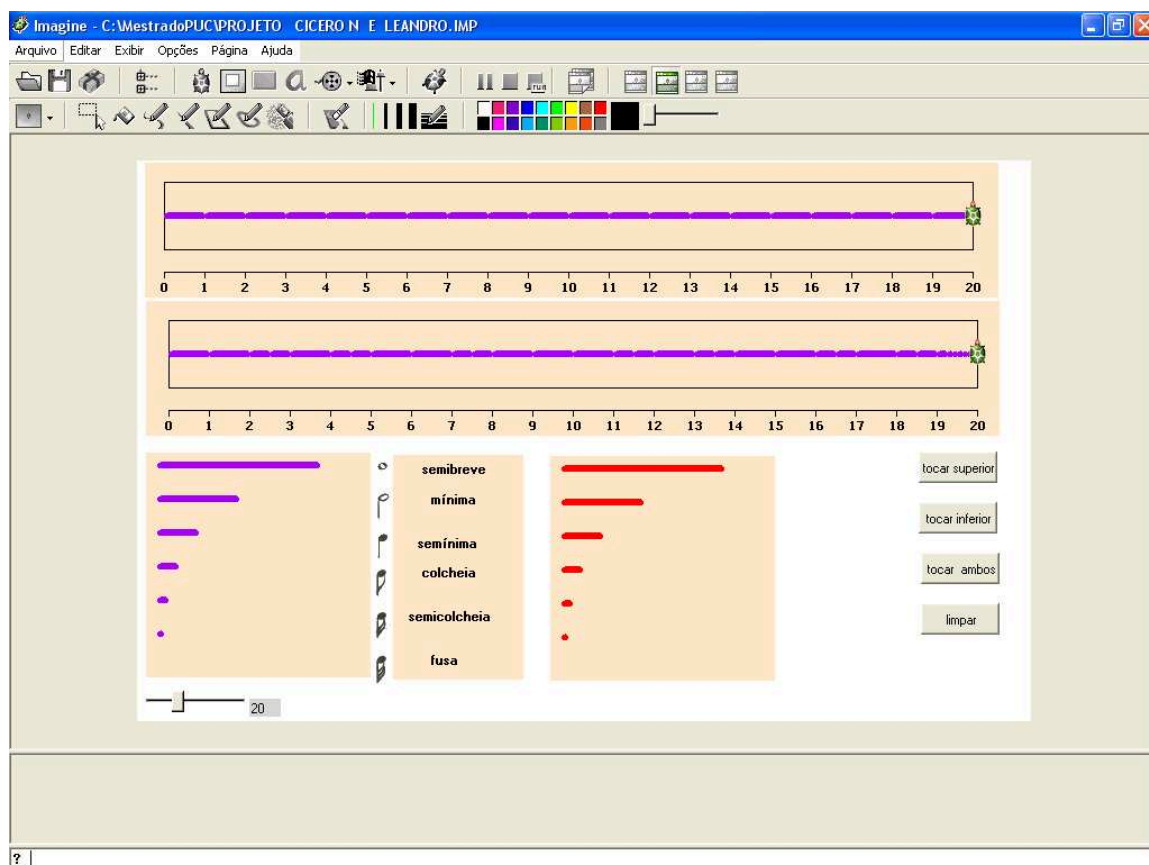 Imagine - C:\MestradoPUC\PROJETO CICERO N E LEANDRO.IMP
Arquivo Editar Exibir Opções Página Ajuda
0 1 2 3 4 5 6 7 8 9 10 11 12 13 14 15 16 17 18 19 20
0 1 2 3 4 5 6 7 8 9 10 11 12 13 14 15 16 17 18 19 20
semibreve
mínima
semínima
colcheia
semicolcheia
fusa
tocar superior
tocar inferior
tocar ambos
limpar
20
?